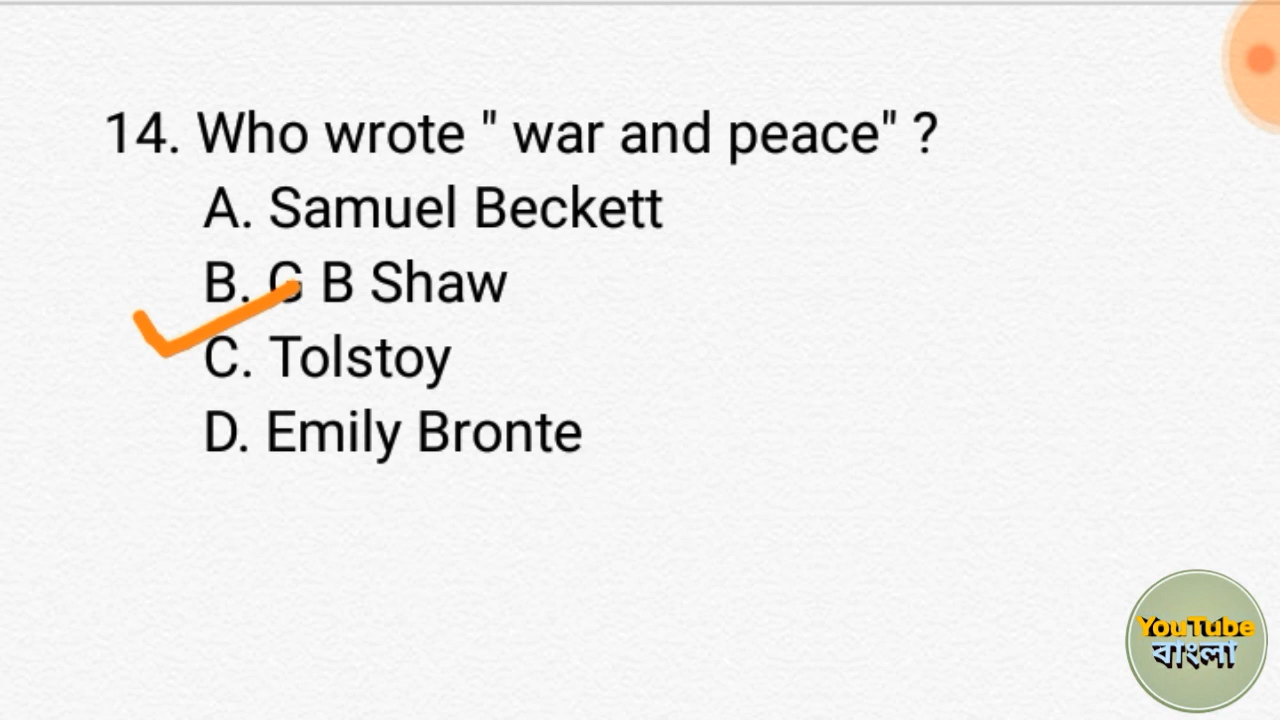 14. Who wrote " war and peace" ?
A. Samuel Beckett
B. G B Shaw
C. Tolstoy
D. Emily Bronte
YouTube
বাংলা